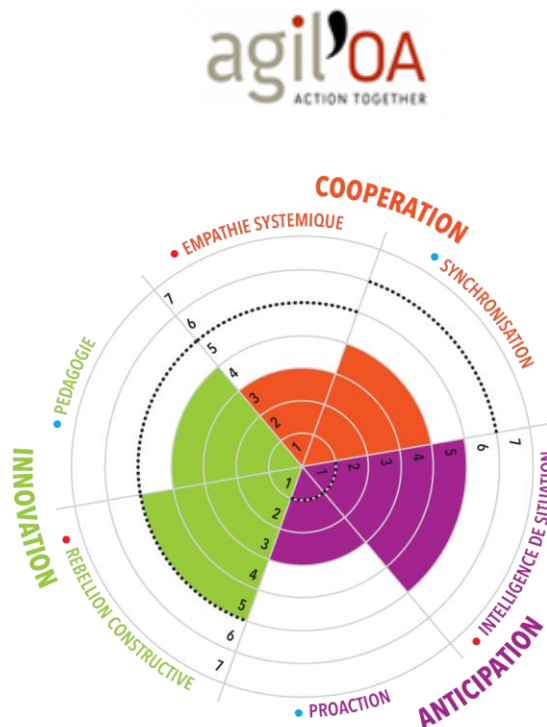 agil'OA
ACTION TOGETHER
COOPERATION
EMPATHIE SYSTEMIQUE
SYNCHRONISATION
PEDAGOGIE
INNOVATION
REBELLION CONSTRUCTIVE
INTELLIGENCE DE SITUATION
ANTICIPATION
PROACTION
7
6
5
4
3
2
1
1
2
3
4
5
6
7
1
2
3
4
5
6
7